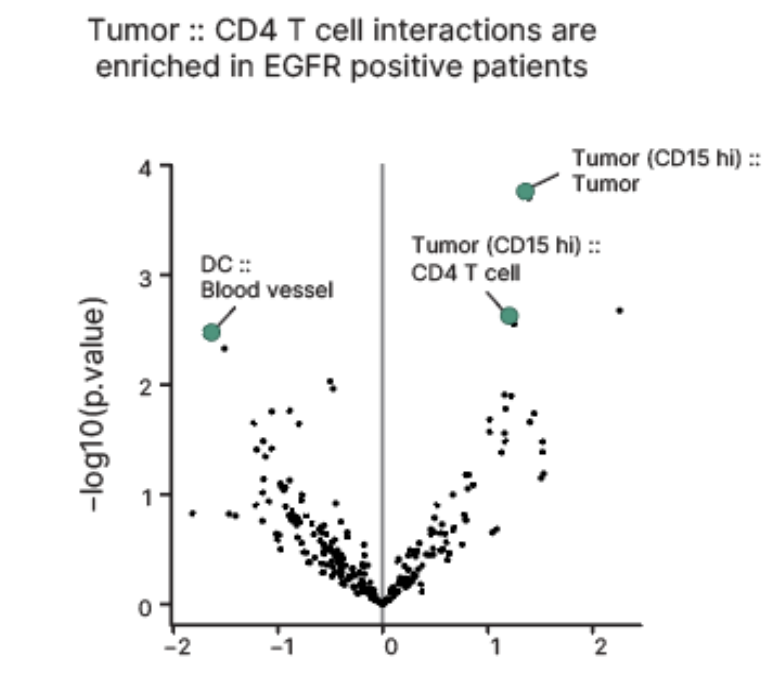 Tumor :: CD4 T cell interactions are
enriched in EGFR positive patients
Tumor (CD15 hi) ::
Tumor
Tumor (CD15 hi) ::
CD4 T cell
DC ::
Blood vessel
−log10(p.value)
4
3
2
1
0
−2
−1
0
1
2